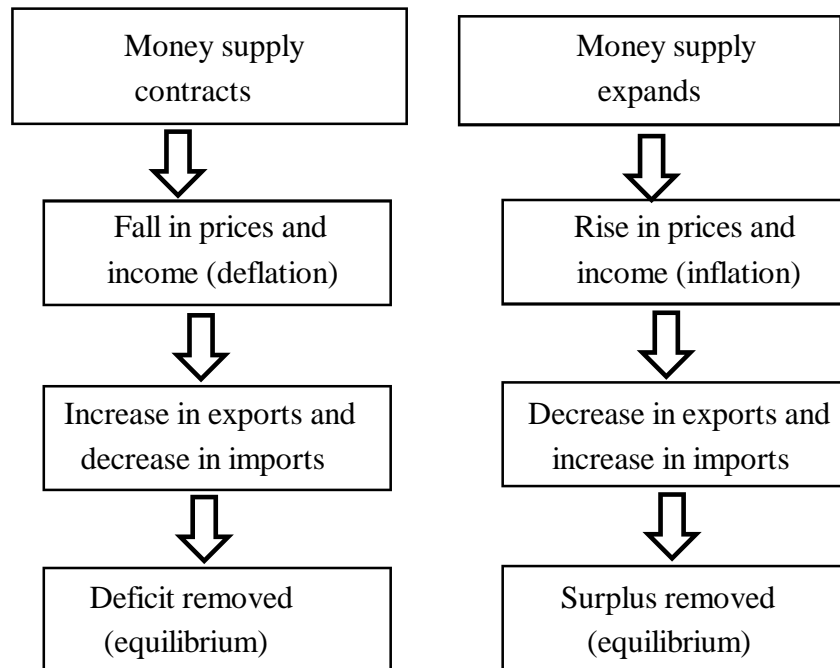 Money supply
contracts
Money supply
expands
Fall in prices and
income (deflation)
Rise in prices and
income (inflation)
Increase in exports and
decrease in imports
Decrease in exports and
increase in imports
Deficit removed
(equilibrium)
Surplus removed
(equilibrium)